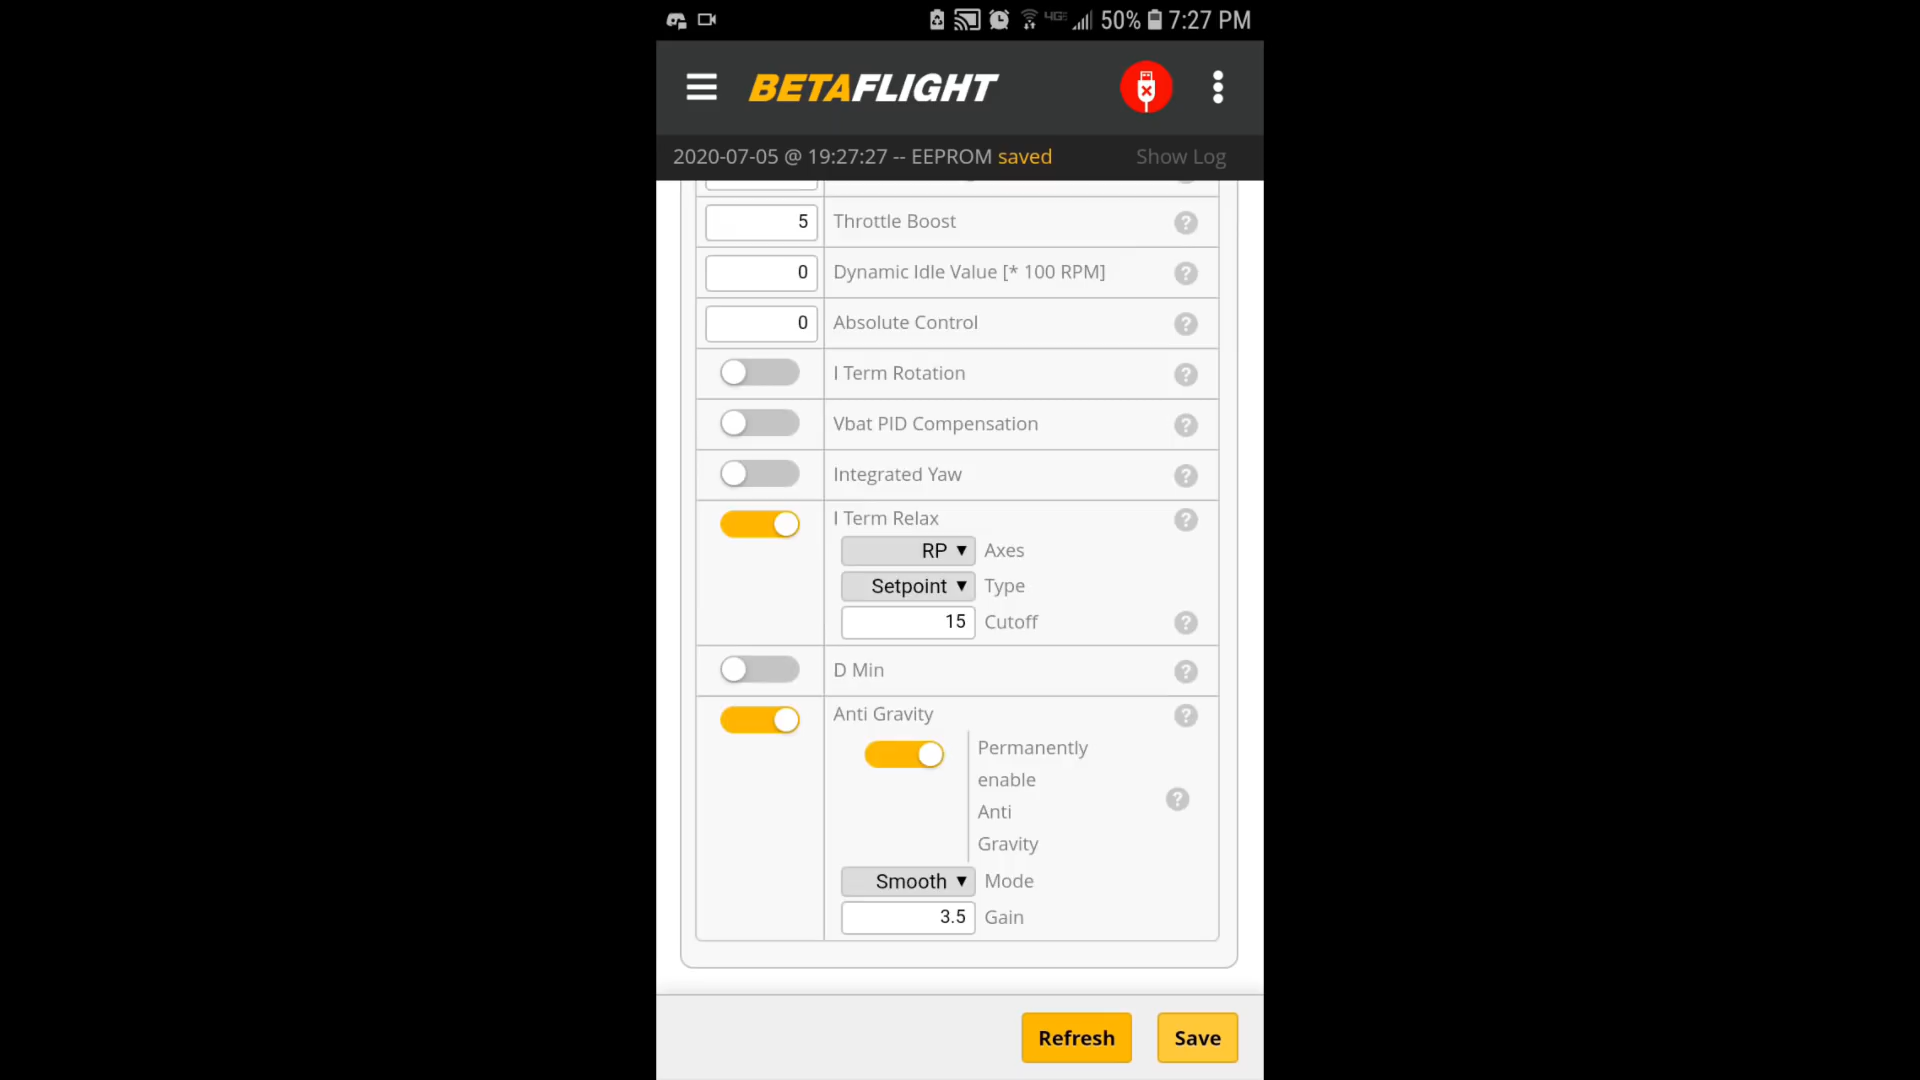 50% 7:27 PM
BETAFLIGHT
2020-07-05 @ 19:27:27 -- EEPROM saved Show Log
5 Throttle Boost ?
0 Dynamic Idle Value [* 100 RPM] ?
0 Absolute Control ?
I Term Rotation ?
Vbat PID Compensation ?
Integrated Yaw ?
I Term Relax ?
RP ▼ Axes
Setpoint ▼ Type
15 Cutoff ?
D Min ?
Anti Gravity ?
Permanently
enable
Anti
Gravity
?
Smooth ▼ Mode
3.5 Gain
Refresh Save